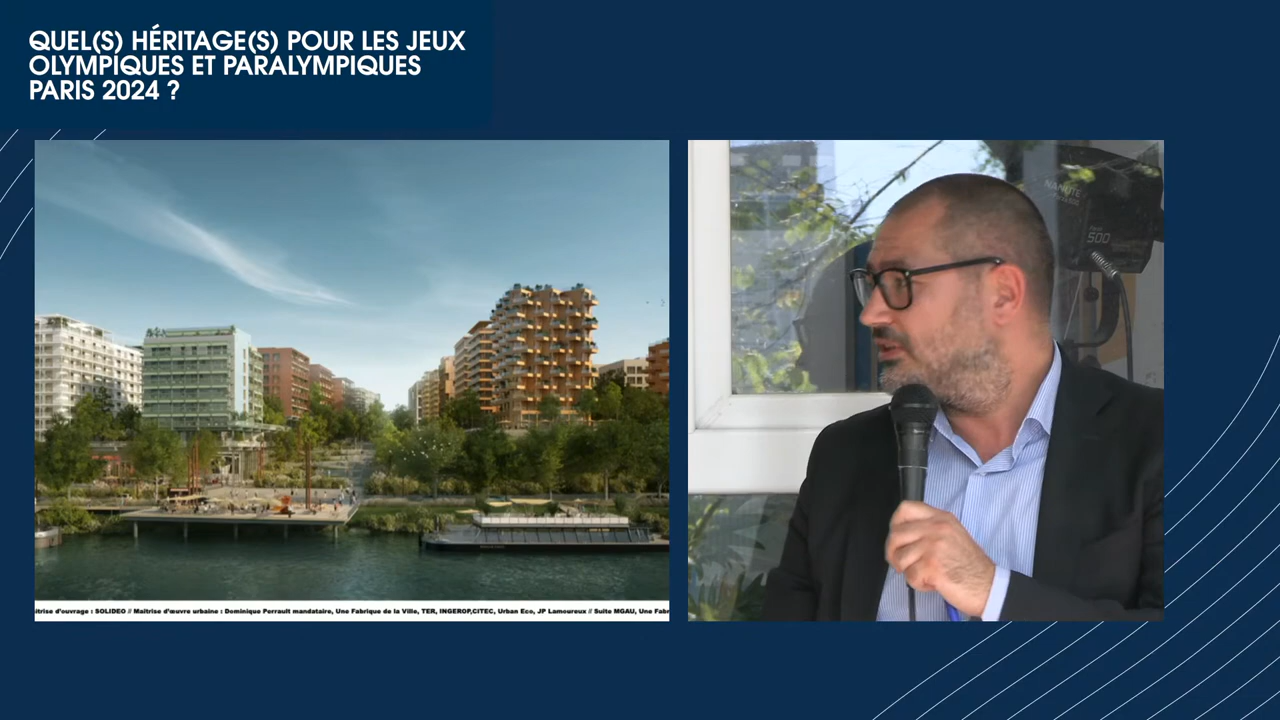 QUEL(S) HÉRITAGE(S) POUR LES JEUX
OLYMPIQUES ET PARALYMPIQUES
PARIS 2024 ?
500
itrise d'ouvrage : SOLIDEO // Maîtrise d'œuvre urbaine : Dominique Perrault mandataire, Une Fabrique de la Ville, TER, INGEROP,CITEC, Urban Eco, JP Lamoureux // Suite MGAU, Une Fabr